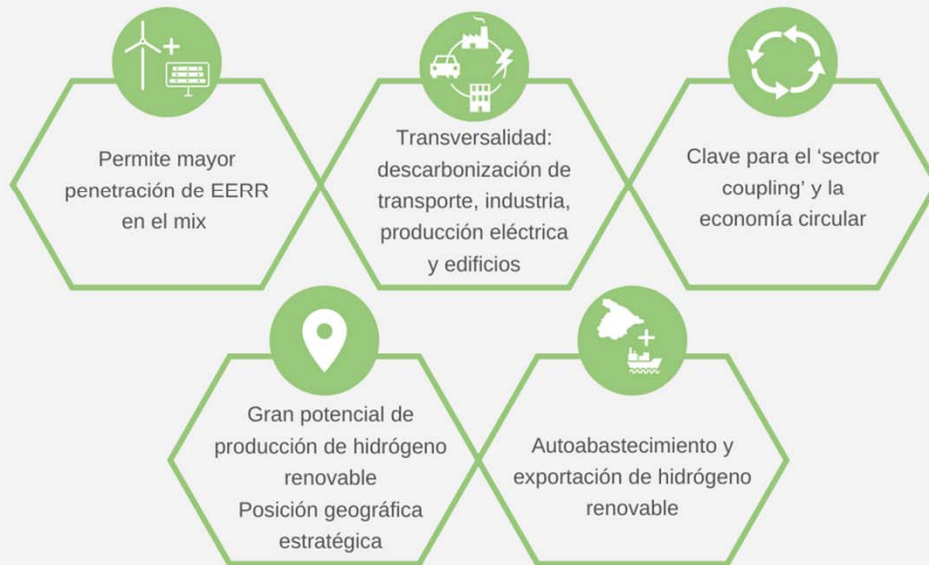 Permite mayor
penetración de EERR
en el mix
Transversalidad:
descarbonización de
transporte, industria,
producción eléctrica
y edificios
Clave para el ‘sector
coupling’ y la
economía circular
Gran potencial de
producción de hidrógeno
renovable
Posición geográfica
estratégica
Autoabastecimiento y
exportación de hidrógeno
renovable